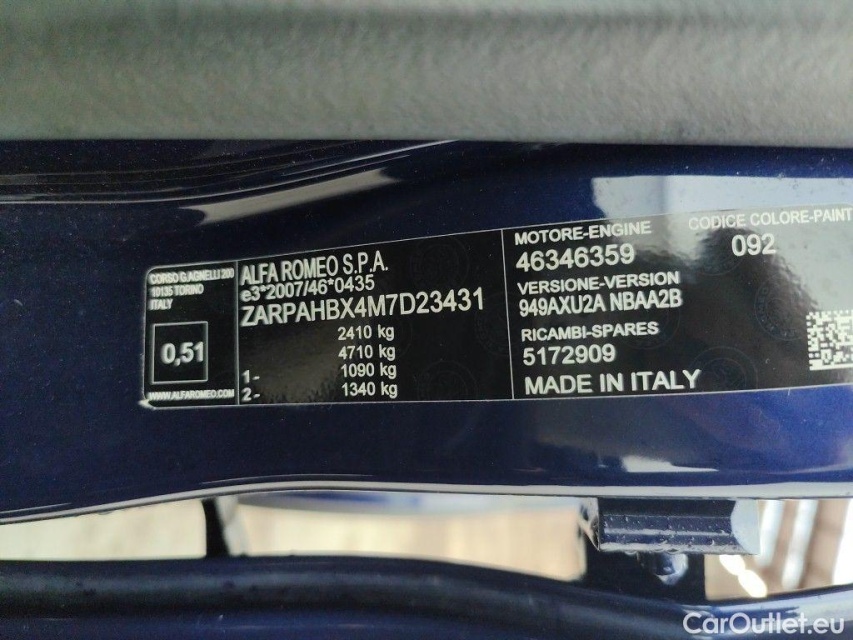 CORSO G.AGNELLI 200
10135 TORINO
ITALY
0,51
WWW.ALFAROMEO.COM
ALFA ROMEO S.P.A.
e3*2007/46*0435
ZARPAHBX4M7D23431
2410 kg
4710 kg
1- 1090 kg
2- 1340 kg
MOTORE-ENGINE
46346359
VERSIONE-VERSION
949AXU2A NBAA2B
RICAMBI-SPARES
5172909
MADE IN ITALY
CODICE COLORE-PAINT
092
CarOutlet.eu